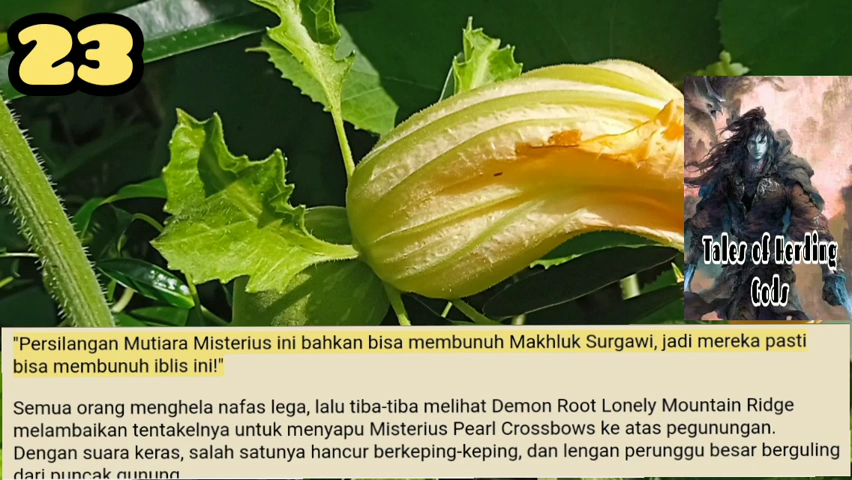 23
Tales of Herding
Gods
"Persilangan Mutiara Misterius ini bahkan bisa membunuh Makhluk Surgawi, jadi mereka pasti
bisa membunuh iblis ini!"
Semua orang menghela nafas lega, lalu tiba-tiba melihat Demon Root Lonely Mountain Ridge
melambaikan tentakelnya untuk menyapu Misterius Pearl Crossbows ke atas pegunungan.
Dengan suara keras, salah satunya hancur berkeping-keping, dan lengan perunggu besar berguling
dari puncak gunung